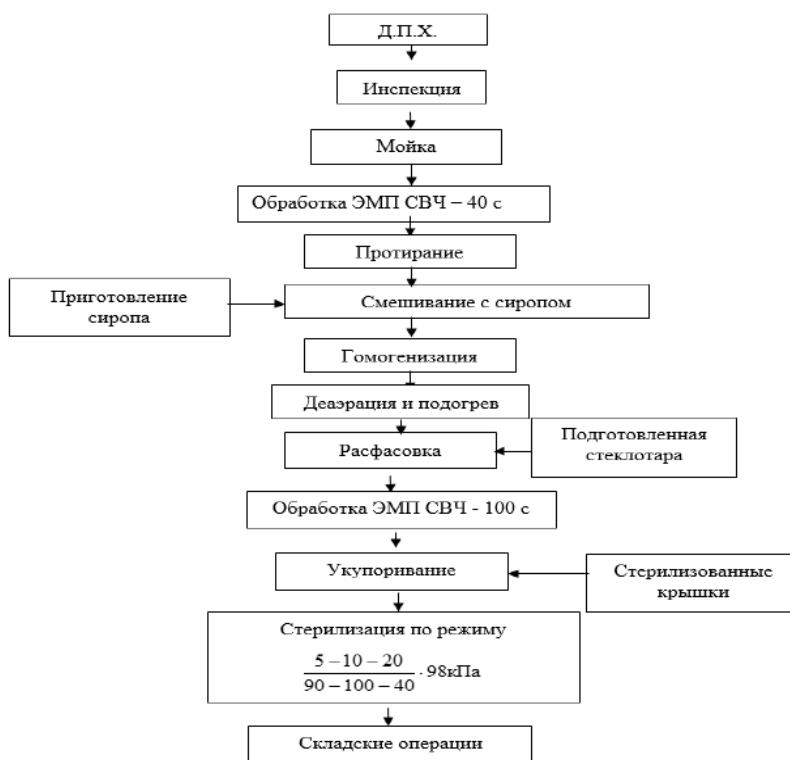 Д.П.Х.
Инспекция
Мойка
Обработка ЭМП СВЧ – 40 с
Протирание
Приготовление
сиропа
Смешивание с сиропом
Гомогенизация
Деаэрация и подогрев
Расфасовка
Подготовленная
стеклотара
Обработка ЭМП СВЧ - 100 с
Укупоривание
Стерилизованные
крышки
Стерилизация по режиму
5 – 10 – 20
90 – 100 – 40
· 98кПа
Складские операции